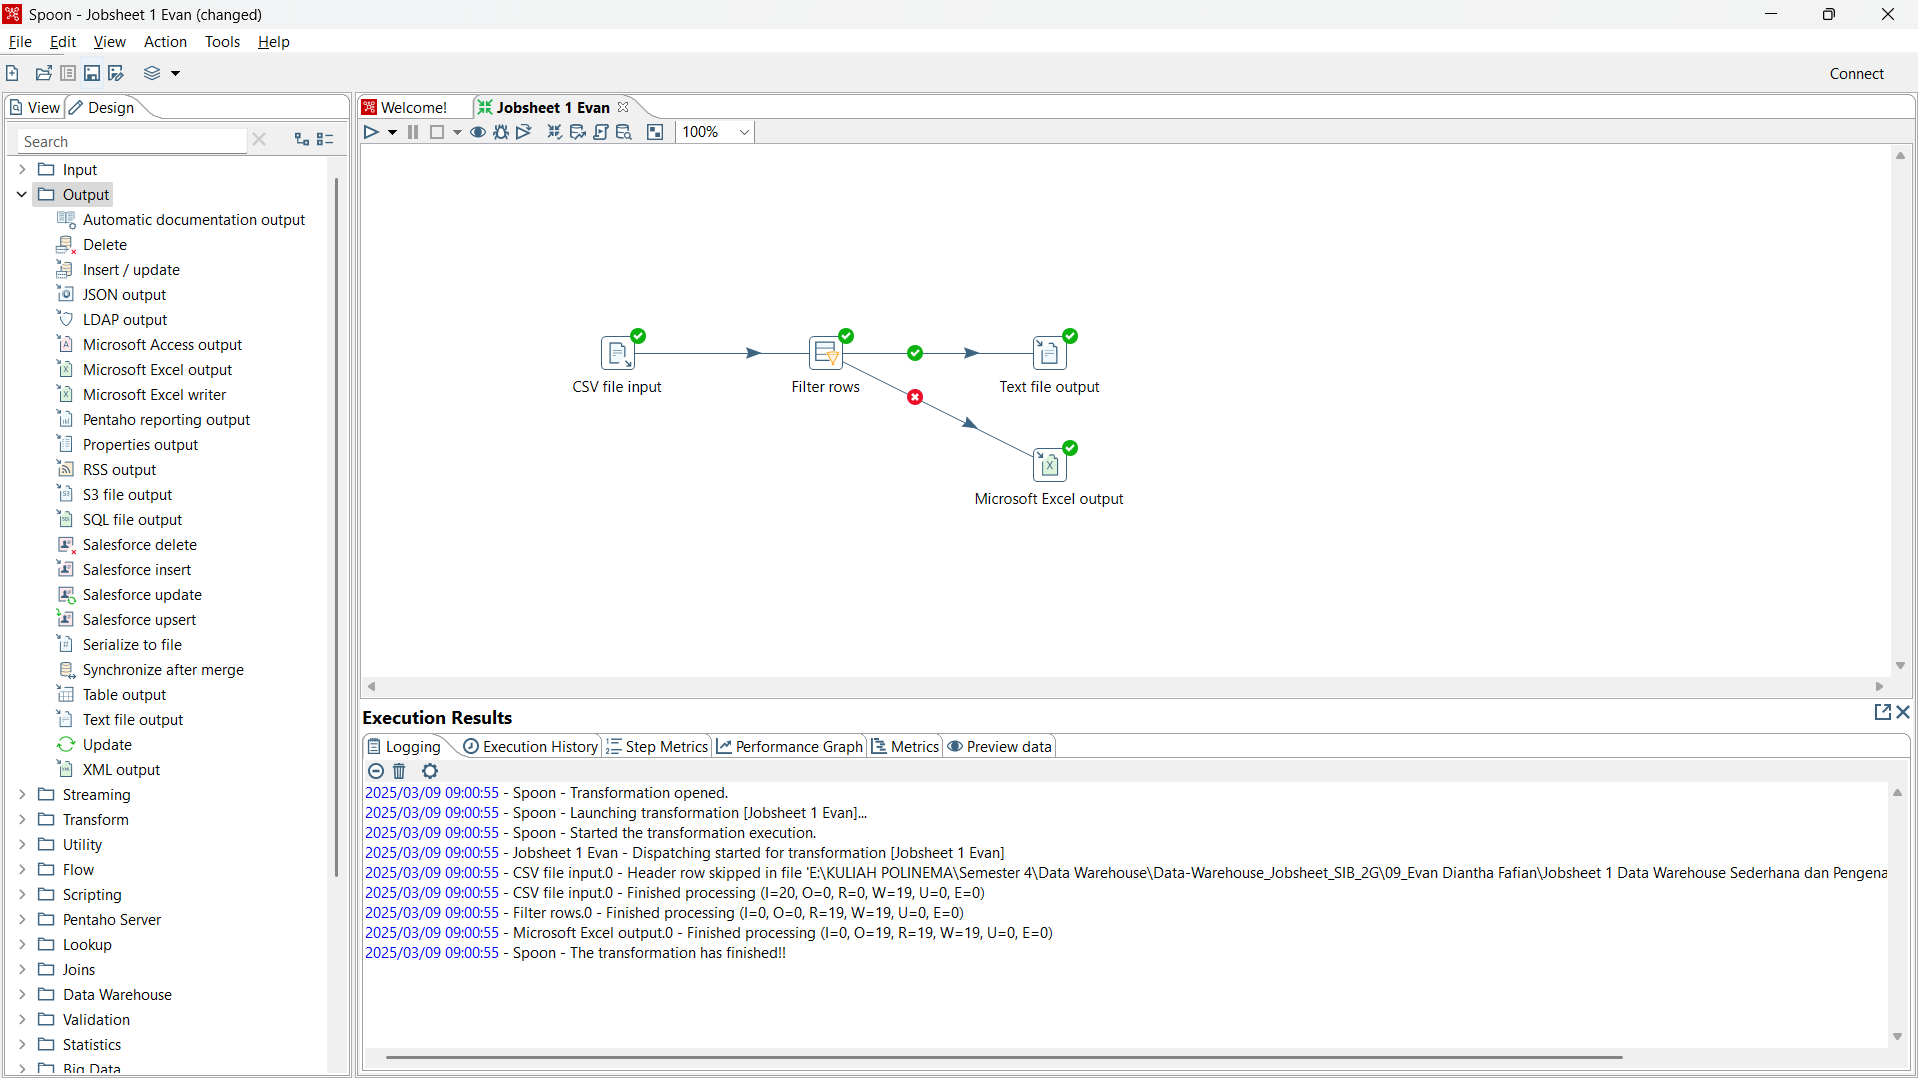 Spoon - Jobsheet 1 Evan (changed)
File Edit View Action Tools Help
Connect
View Design
Search
Input
Output
Automatic documentation output
Delete
Insert / update
JSON output
LDAP output
Microsoft Access output
Microsoft Excel output
Microsoft Excel writer
Pentaho reporting output
Properties output
RSS output
S3 file output
SQL file output
Salesforce delete
Salesforce insert
Salesforce update
Salesforce upsert
Serialize to file
Synchronize after merge
Table output
Text file output
Update
XML output
Streaming
Transform
Utility
Flow
Scripting
Pentaho Server
Lookup
Joins
Data Warehouse
Validation
Statistics
Big Data
Welcome! Jobsheet 1 Evan
100%
CSV file input
Filter rows
Text file output
Microsoft Excel output
Execution Results
Logging Execution History Step Metrics Performance Graph Metrics Preview data
2025/03/09 09:00:55 - Spoon - Transformation opened.
2025/03/09 09:00:55 - Spoon - Launching transformation [Jobsheet 1 Evan]...
2025/03/09 09:00:55 - Spoon - Started the transformation execution.
2025/03/09 09:00:55 - Jobsheet 1 Evan - Dispatching started for transformation [Jobsheet 1 Evan]
2025/03/09 09:00:55 - CSV file input.0 - Header row skipped in file 'E:\KULIAH POLINEMA\Semester 4\Data Warehouse\Data-Warehouse_Jobsheet_SIB_2G\09_Evan Diantha Fafian\Jobsheet 1 Data Warehouse Sederhana dan Pengena
2025/03/09 09:00:55 - CSV file input.0 - Finished processing (I=20, O=0, R=0, W=19, U=0, E=0)
2025/03/09 09:00:55 - Filter rows.0 - Finished processing (I=0, O=0, R=19, W=19, U=0, E=0)
2025/03/09 09:00:55 - Microsoft Excel output.0 - Finished processing (I=0, O=19, R=19, W=19, U=0, E=0)
2025/03/09 09:00:55 - Spoon - The transformation has finished!!